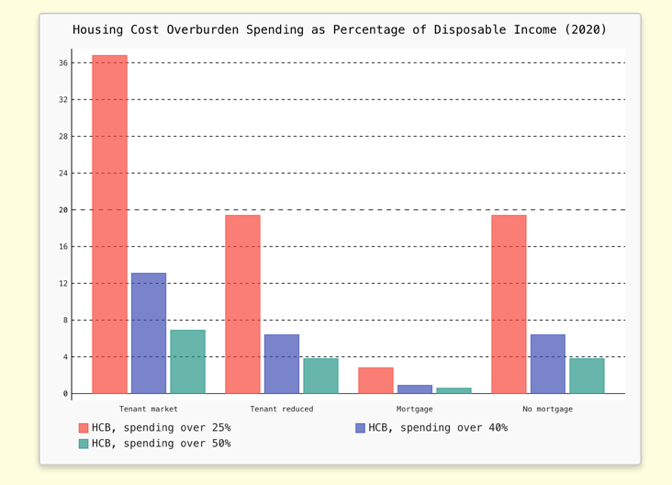 Housing Cost Overburden Spending as Percentage of Disposable Income (2020)
36
32
28
24
20
16
12
8
4
0
Tenant market Tenant reduced Mortgage No mortgage
HCB, spending over 25% HCB, spending over 40%
HCB, spending over 50%